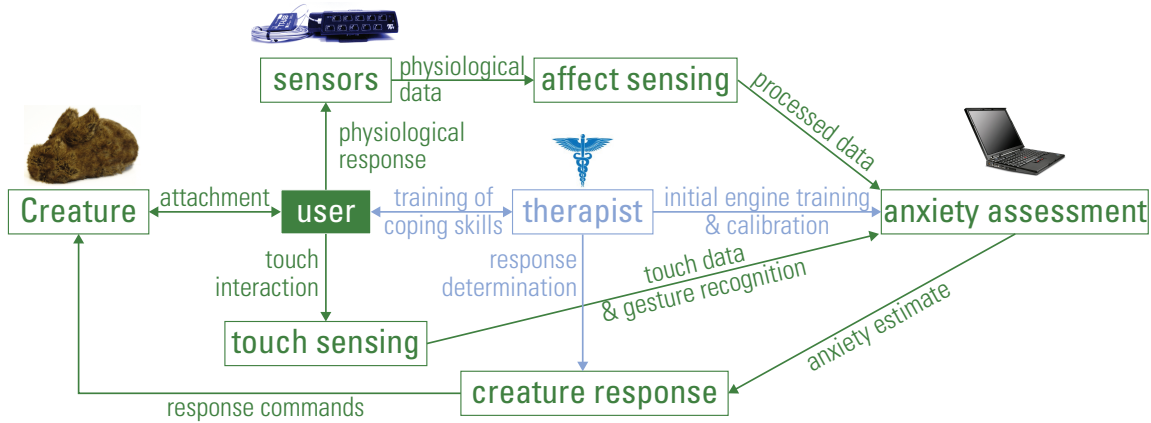 sensors
physiological
data
affect sensing
processed data
physiological
response
Creature
attachment
user
training of
coping skills
therapist
initial engine training
& calibration
anxiety assessment
touch
interaction
response
determination
touch data
& gesture recognition
anxiety estimate
touch sensing
creature response
response commands